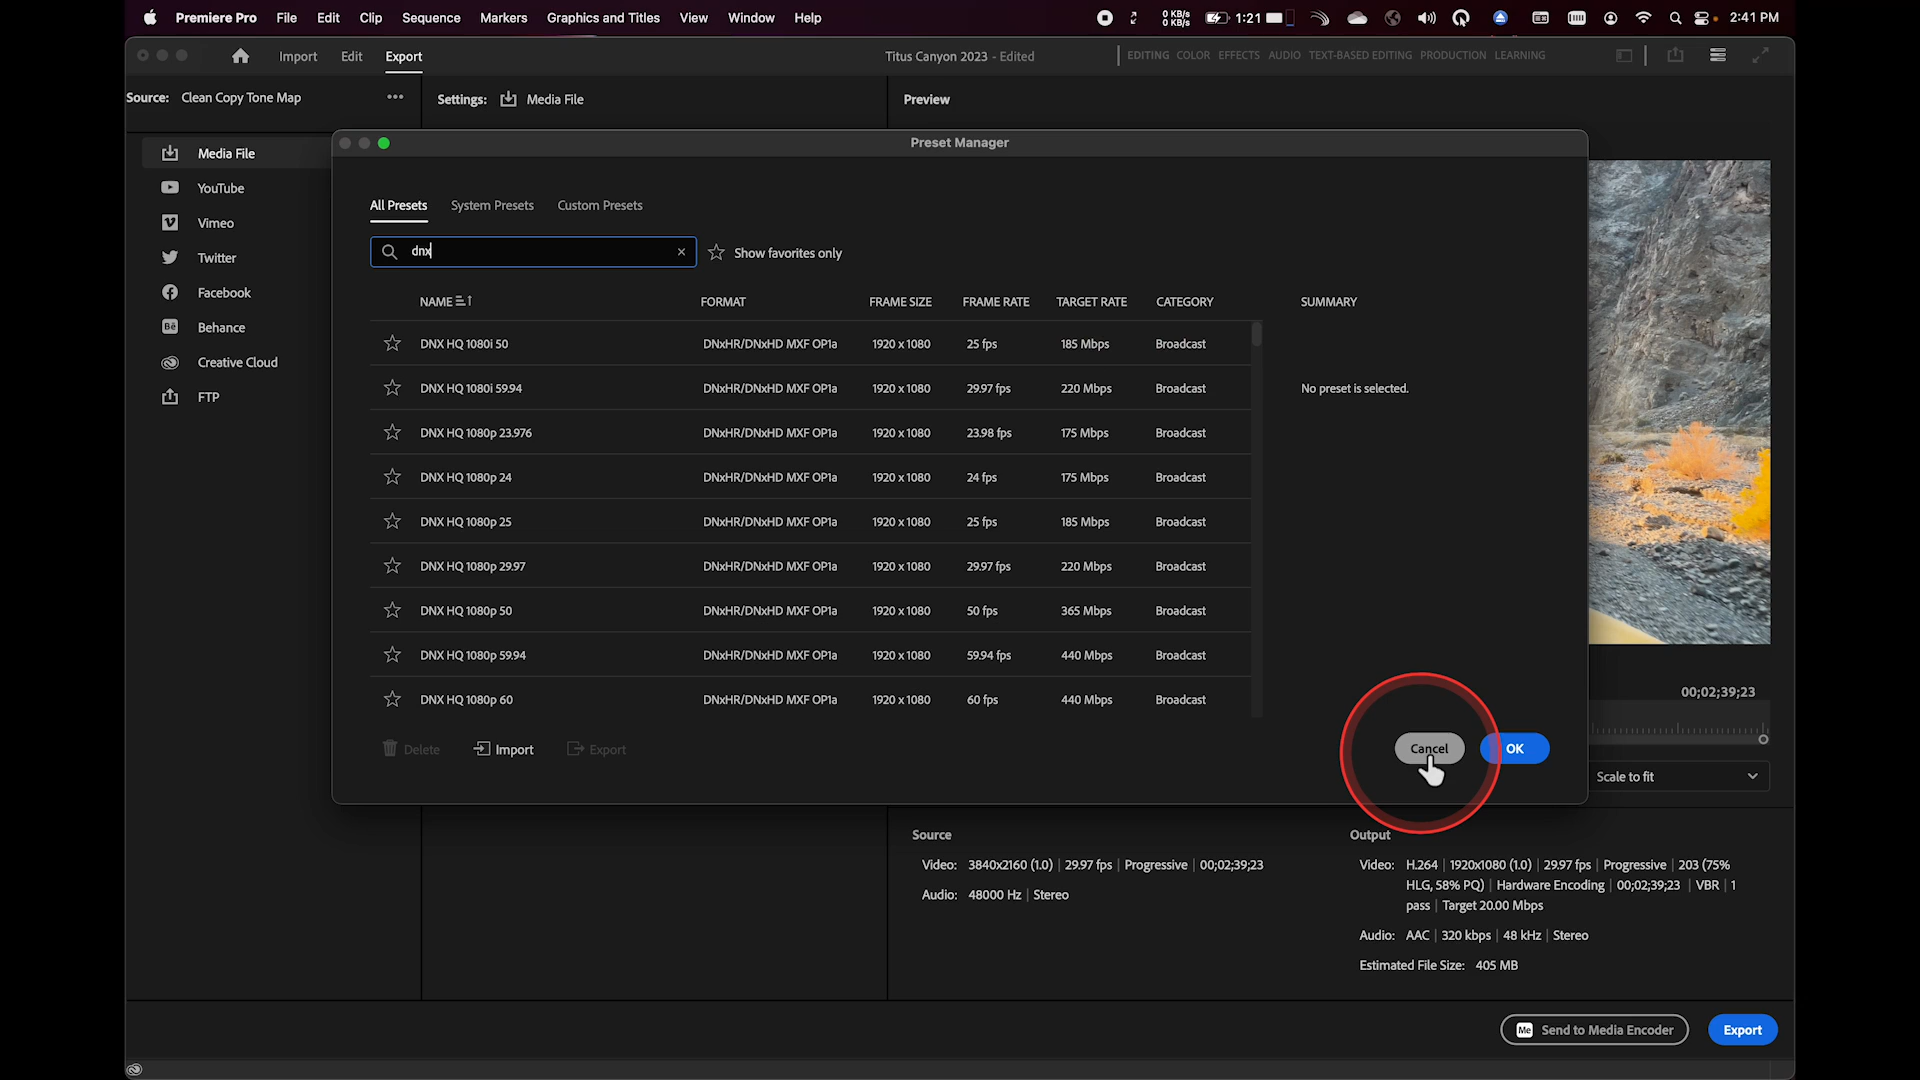 Premiere Pro File Edit Clip Sequence Markers Graphics and Titles View Window Help 0 KB/s 0 KB/s 1:21 2:41 PM
Import Edit Export Titus Canyon 2023 - Edited EDITING COLOR EFFECTS AUDIO TEXT-BASED EDITING PRODUCTION LEARNING
Source: Clean Copy Tone Map ••• Settings: Media File Preview
Media File
YouTube
Vimeo
Twitter
Facebook
Bē Behance
Creative Cloud
FTP
Preset Manager
All Presets System Presets Custom Presets
dnx × Show favorites only
NAME FORMAT FRAME SIZE FRAME RATE TARGET RATE CATEGORY SUMMARY
DNX HQ 1080i 50 DNxHR/DNxHD MXF OP1a 1920 x 1080 25 fps 185 Mbps Broadcast
DNX HQ 1080i 59.94 DNxHR/DNxHD MXF OP1a 1920 x 1080 29.97 fps 220 Mbps Broadcast
No preset is selected.
DNX HQ 1080p 23.976 DNxHR/DNxHD MXF OP1a 1920 x 1080 23.98 fps 175 Mbps Broadcast
DNX HQ 1080p 24 DNxHR/DNxHD MXF OP1a 1920 x 1080 24 fps 175 Mbps Broadcast
DNX HQ 1080p 25 DNxHR/DNxHD MXF OP1a 1920 x 1080 25 fps 185 Mbps Broadcast
DNX HQ 1080p 29.97 DNxHR/DNxHD MXF OP1a 1920 x 1080 29.97 fps 220 Mbps Broadcast
DNX HQ 1080p 50 DNxHR/DNxHD MXF OP1a 1920 x 1080 50 fps 365 Mbps Broadcast
DNX HQ 1080p 59.94 DNxHR/DNxHD MXF OP1a 1920 x 1080 59.94 fps 440 Mbps Broadcast
DNX HQ 1080p 60 DNxHR/DNxHD MXF OP1a 1920 x 1080 60 fps 440 Mbps Broadcast
Delete Import Export Cancel OK
00;02;39;23
Scale to fit
Source
Video: 3840x2160 (1.0) | 29.97 fps | Progressive | 00;02;39;23
Audio: 48000 Hz | Stereo
Output
Video: H.264 | 1920x1080 (1.0) | 29.97 fps | Progressive | 203 (75%
HLG, 58% PQ) | Hardware Encoding | 00;02;39;23 | VBR | 1
pass | Target 20.00 Mbps
Audio: AAC | 320 kbps | 48 kHz | Stereo
Estimated File Size: 405 MB
Me Send to Media Encoder Export